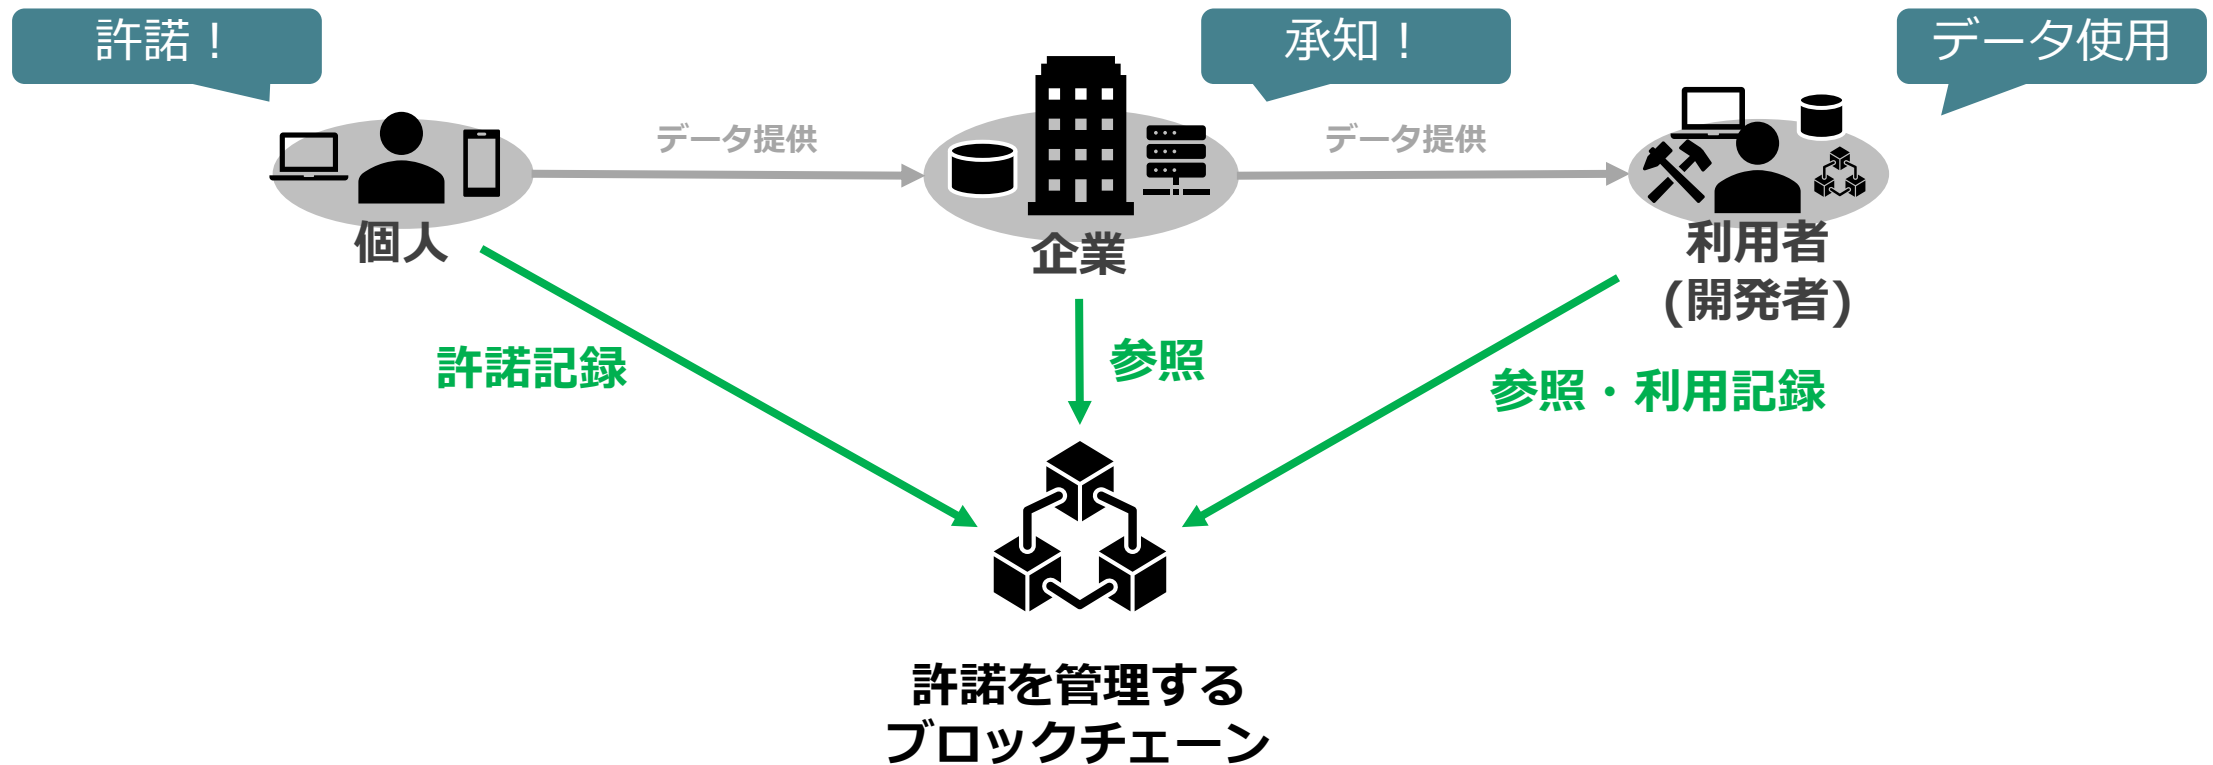 許諾！
承知！
データ使用
データ提供
データ提供
個人
企業
利用者
(開発者)
許諾記録
参照
参照・利用記録
許諾を管理する
ブロックチェーン